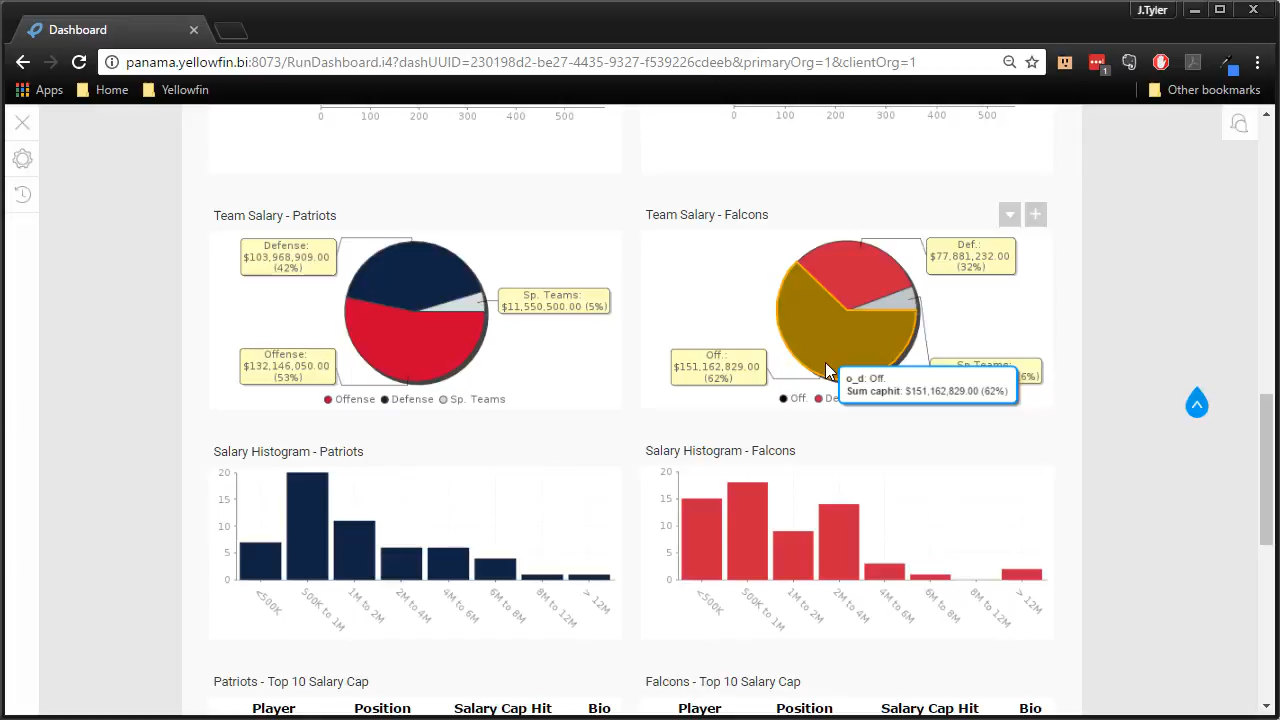 J.Tyler
Dashboard
panama.yellowfin.bi:8073/RunDashboard.i4?dashUUID=230198d2-be27-4435-9327-f539226cdeeb&primaryOrg=1&clientOrg=1
1
Apps Home Yellowfin Other bookmarks
0 100 200 300 400 500
0 100 200 300 400 500
Team Salary - Patriots
Defense:
$103,968,909.00
(42%)
Sp. Teams:
$11,550,500.00 (5%)
Offense:
$132,146,050.00
(53%)
Offense Defense Sp. Teams
Team Salary - Falcons
Def.:
$77,881,232.00
(32%)
Off.:
$151,162,829.00
(62%)
Sp Teams:
6%)
o_d: Off.
Sum caphit: $151,162,829.00 (62%)
Off. De
Salary Histogram - Patriots
20
15
10
5
0
<500K 500K to 1M 1M to 2M 2M to 4M 4M to 6M 6M to 8M 8M to 12M > 12M
Salary Histogram - Falcons
20
15
10
5
0
<500K 500K to 1M 1M to 2M 2M to 4M 4M to 6M 6M to 8M 8M to 12M > 12M
Patriots - Top 10 Salary Cap
Player Position Salary Cap Hit Bio
Falcons - Top 10 Salary Cap
Player Position Salary Cap Hit Bio